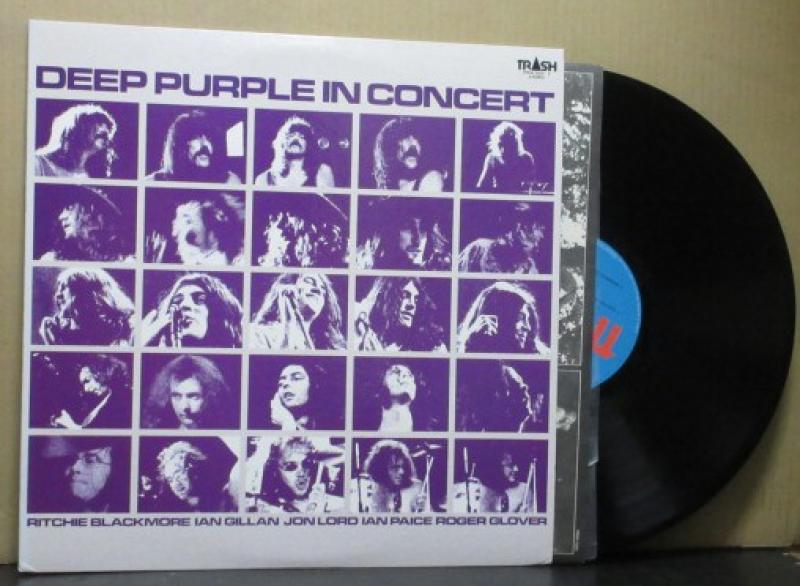 TRASH
DEEP PURPLE IN CONCERT
RITCHIE BLACKMORE IAN GILLAN JON LORD IAN PAICE ROGER GLOVER